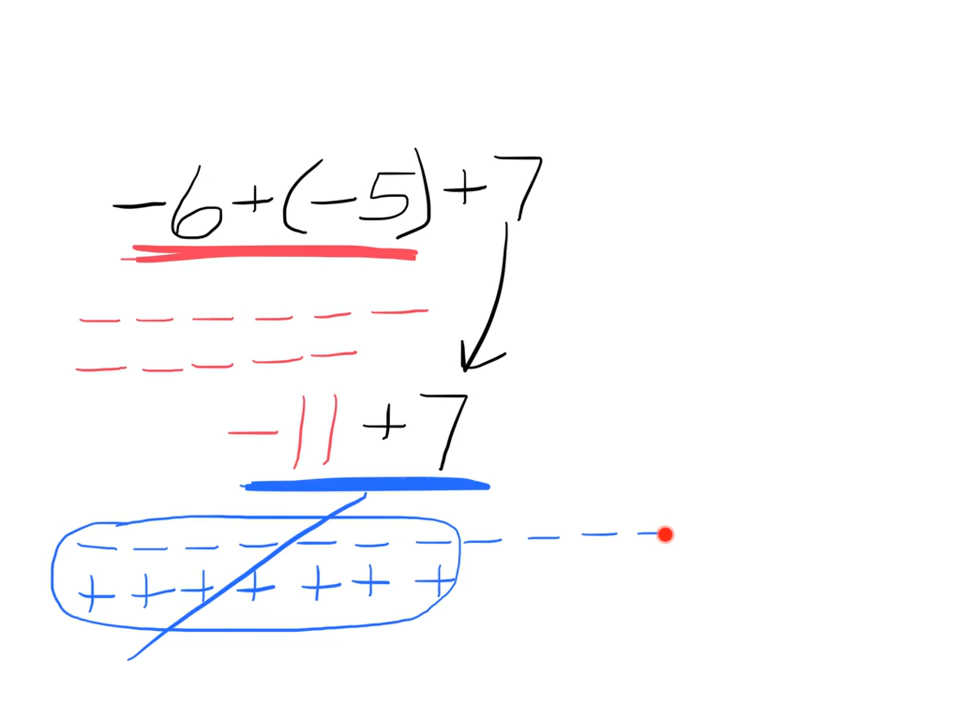 -6+(-5)+7
− − − − − −
− − − − −
-11 +7
− − − − − − − − − − −
+ + + + + + +